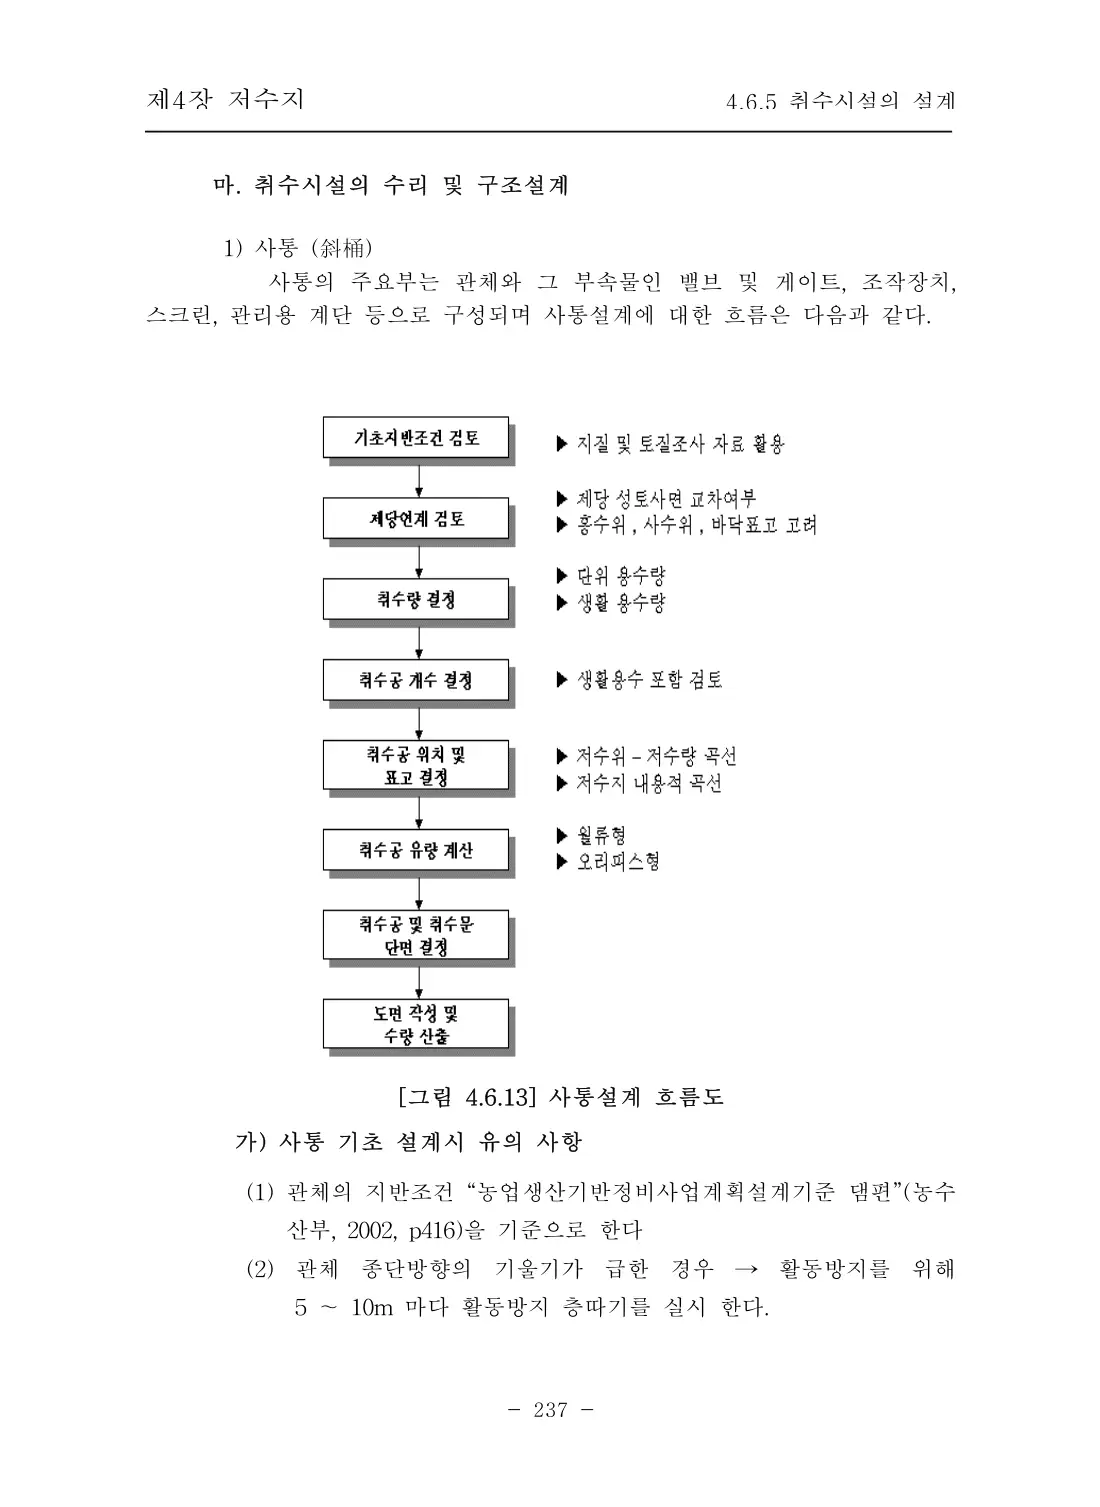 제4장 저수지
4.6.5 취수시설의 설계
마. 취수시설의 수리 및 구조설계
1) 사통 (斜桶)
사통의 주요부는 관체와 그 부속물인 밸브 및 게이트, 조작장치,
스크린, 관리용 계단 등으로 구성되며 사통설계에 대한 흐름은 다음과 같다.
기초지반조건 검토
▶ 지질 및 토질조사 자료 활용
제당연계 검토
▶ 제당 성토사면 교차여부
▶ 홍수위 , 사수위 , 바닥표고 고려
취수량 결정
▶ 단위 용수량
▶ 생활 용수량
취수공 개수 결정
▶ 생활용수 포함 검토
취수공 위치 및
표고 결정
▶ 저수위 – 저수량 곡선
▶ 저수지 내용적 곡선
취수공 유량 계산
▶ 월류형
▶ 오리피스형
취수공 및 취수문
단면 결정
도면 작성 및
수량 산출
[그림 4.6.13] 사통설계 흐름도
가) 사통 기초 설계시 유의 사항
(1) 관체의 지반조건 “농업생산기반정비사업계획설계기준 댐편”(농수
산부, 2002, p416)을 기준으로 한다
(2) 관체 종단방향의 기울기가 급한 경우 → 활동방지를 위해
5 ~ 10m 마다 활동방지 층따기를 실시 한다.
- 237 -